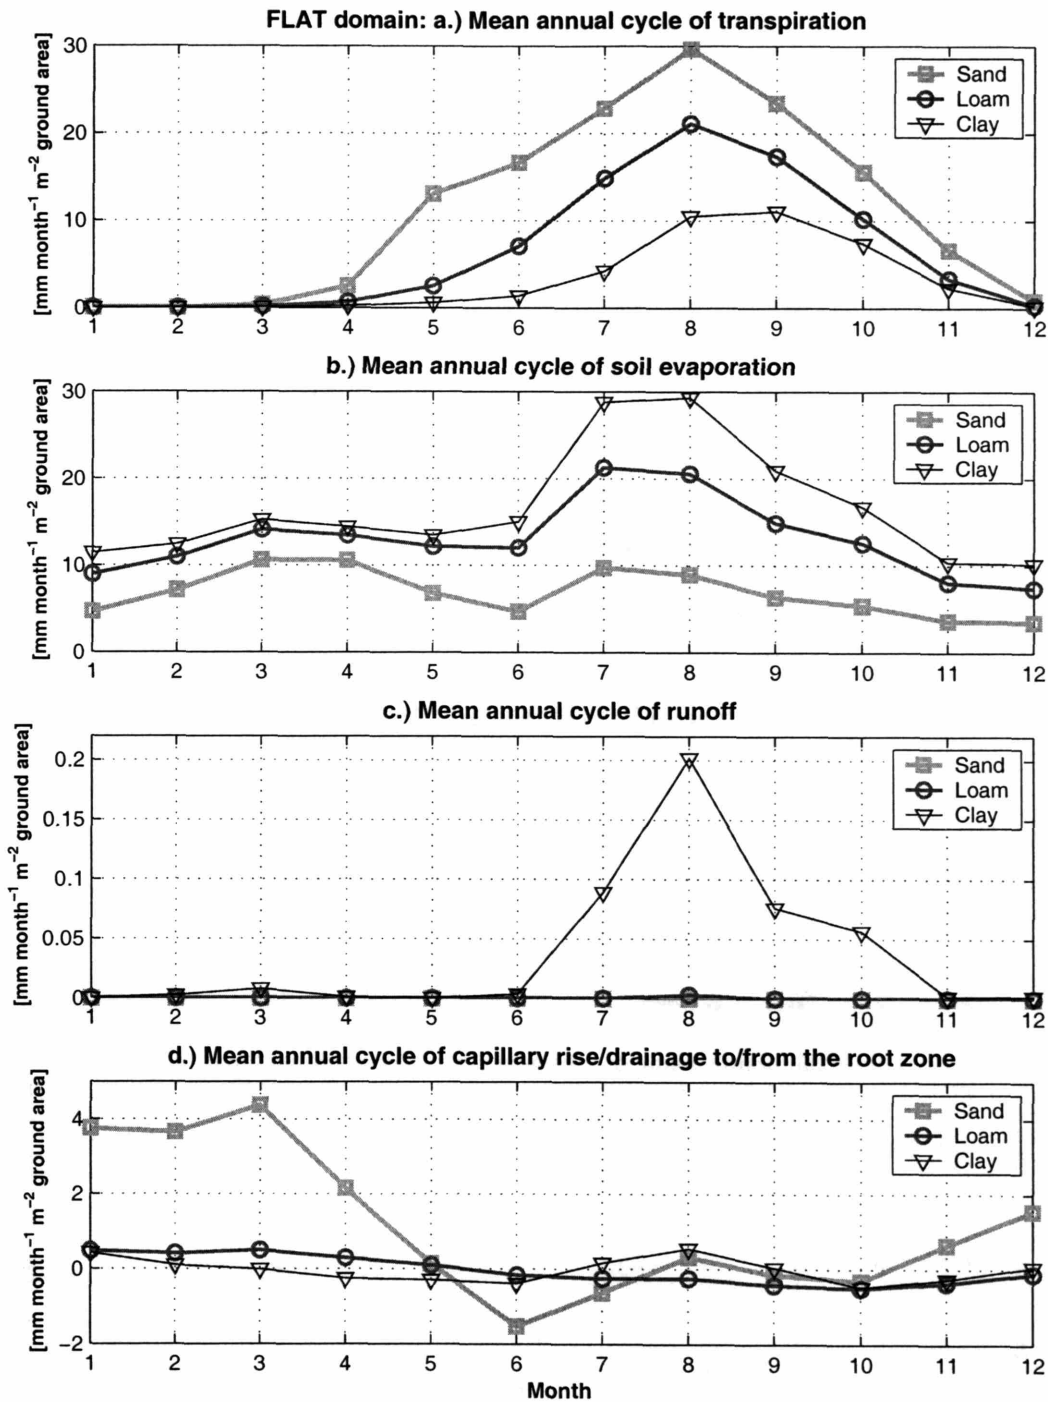 FLAT domain: a.) Mean annual cycle of transpiration
[mm month⁻¹ m⁻² ground area]
30
20
10
0
Sand
Loam
Clay
1 2 3 4 5 6 7 8 9 10 11 12
b.) Mean annual cycle of soil evaporation
[mm month⁻¹ m⁻² ground area]
30
20
10
0
Sand
Loam
Clay
1 2 3 4 5 6 7 8 9 10 11 12
c.) Mean annual cycle of runoff
[mm month⁻¹ m⁻² ground area]
0.2
0.15
0.1
0.05
0
Sand
Loam
Clay
1 2 3 4 5 6 7 8 9 10 11 12
d.) Mean annual cycle of capillary rise/drainage to/from the root zone
[mm month⁻¹ m⁻² ground area]
4
2
0
−2
Sand
Loam
Clay
1 2 3 4 5 6 7 8 9 10 11 12
Month